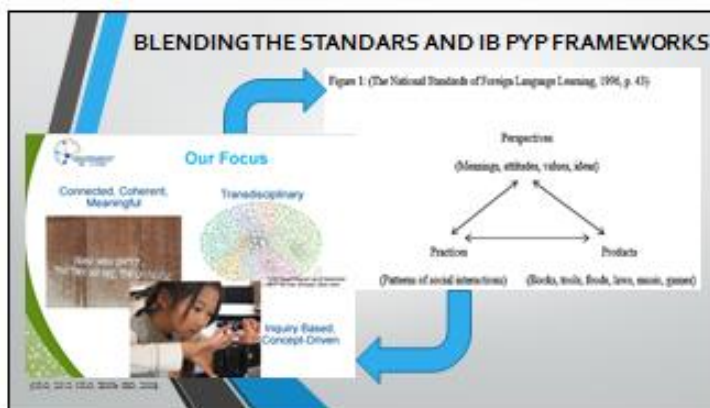 BLENDING THE STANDARS AND IB PYP FRAMEWORKS
Figure 1: (The National Standards of Foreign Language Learning, 1996, p. 43)
Perspectives
(Meanings, attitudes, values, ideas)
Practices
Products
(Patterns of social interactions)
(Books, tools, foods, laws, music, games)
Our Focus
Connected, Coherent,
Meaningful
Transdisciplinary
Inquiry Based,
Concept-Driven